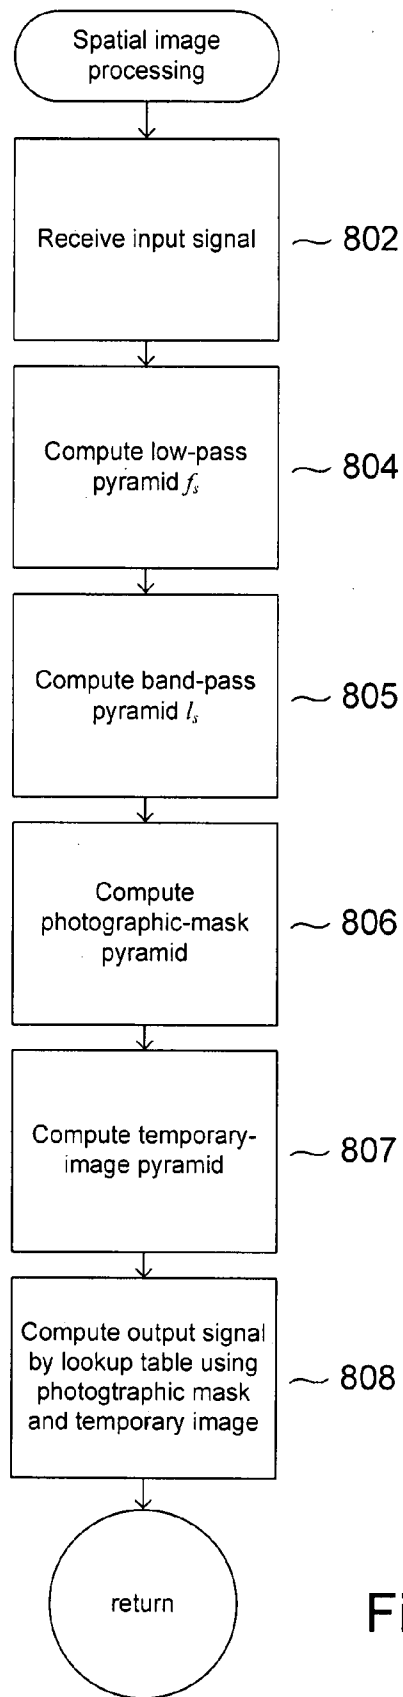 Spatial image
processing
Receive input signal
~ 802
Compute low-pass
pyramid fs
~ 804
Compute band-pass
pyramid ls
~ 805
Compute
photographic-mask
pyramid
~ 806
Compute temporary-
image pyramid
~ 807
Compute output signal
by lookup table using
photogtraphic mask
and temporary image
~ 808
return
Fi